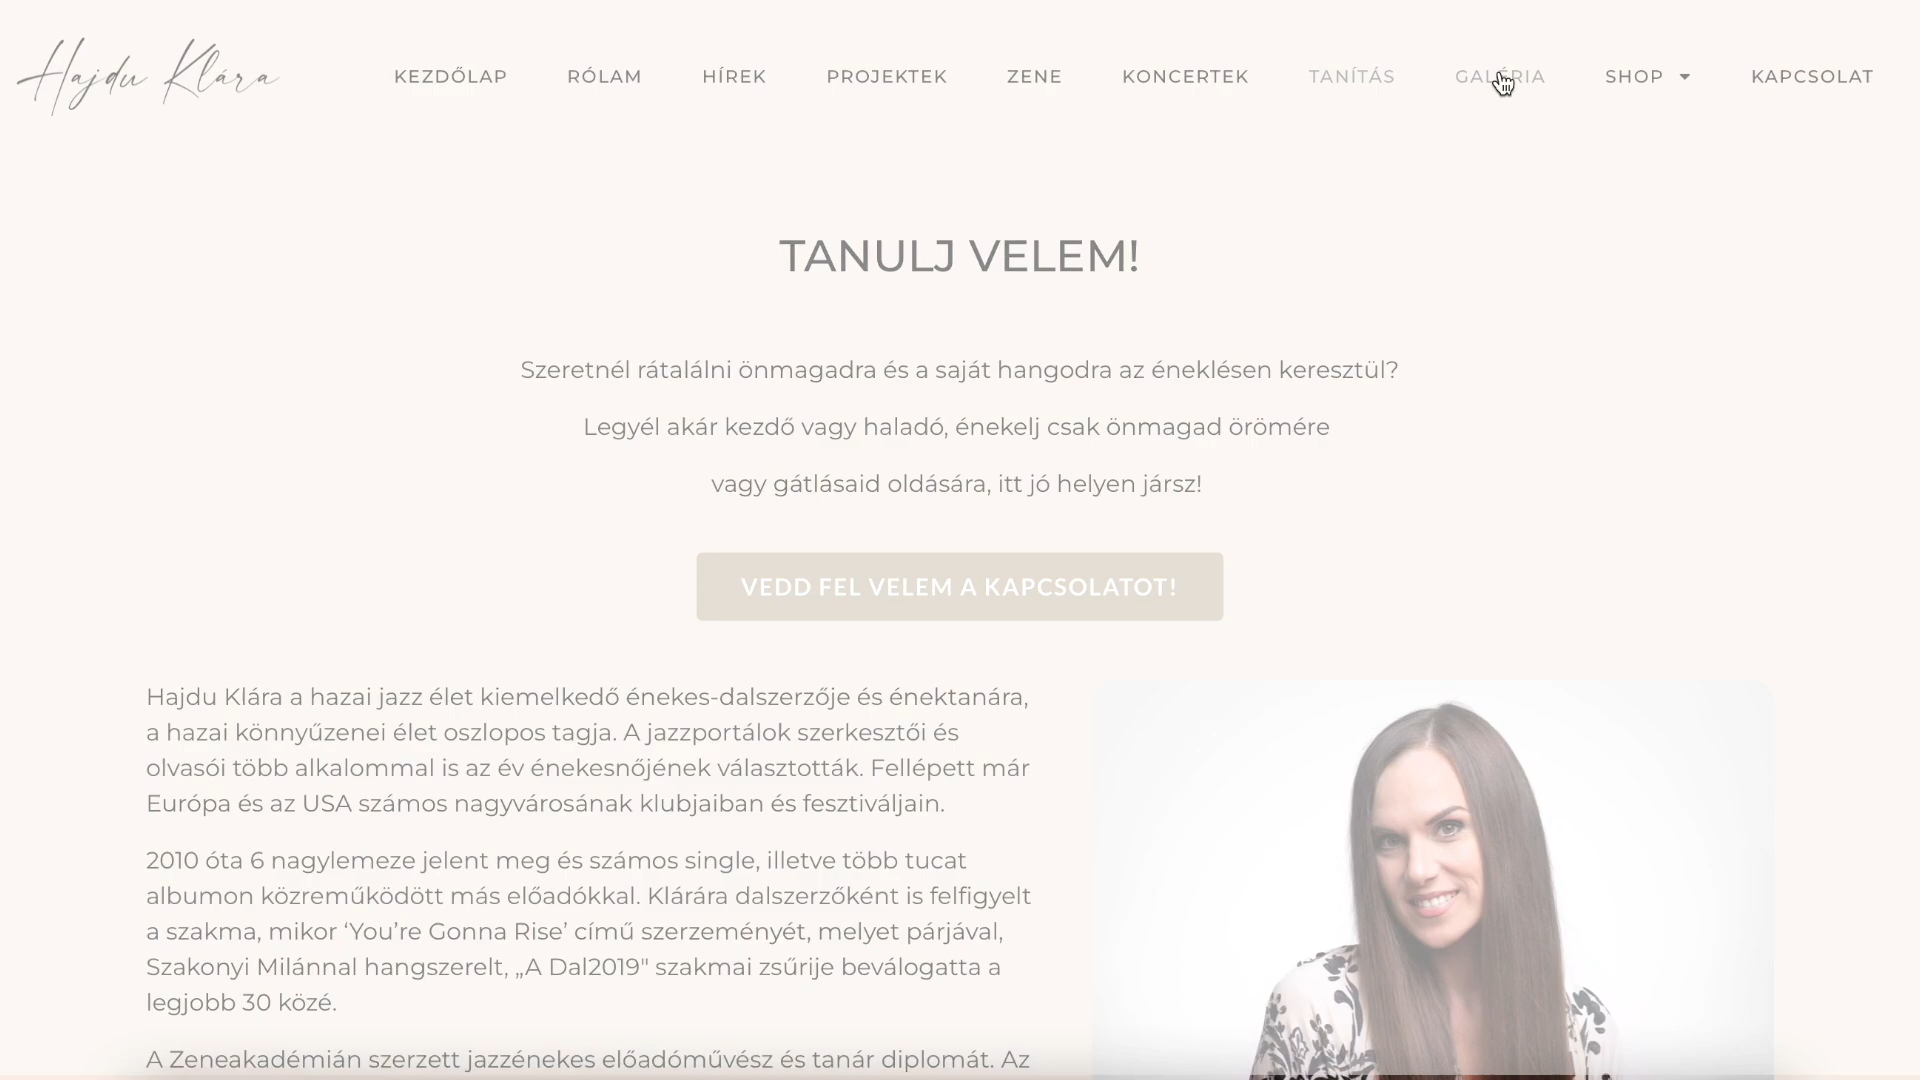 Hajdu Klára
KEZDŐLAP RÓLAM HÍREK PROJEKTEK ZENE KONCERTEK TANÍTÁS GALÉRIA SHOP KAPCSOLAT
TANULJ VELEM!
Szeretnél rátalálni önmagadra és a saját hangodra az éneklésen keresztül?
Legyél akár kezdő vagy haladó, énekelj csak önmagad örömére
vagy gátlásaid oldására, itt jó helyen jársz!
VEDD FEL VELEM A KAPCSOLATOT!
Hajdu Klára a hazai jazz élet kiemelkedő énekes-dalszerzője és énektanára,
a hazai könnyűzenei élet oszlopos tagja. A jazzportálok szerkesztői és
olvasói több alkalommal is az év énekesnőjének választották. Fellépett már
Európa és az USA számos nagyvárosának klubjaiban és fesztiváljain.
2010 óta 6 nagylemeze jelent meg és számos single, illetve több tucat
albumon közreműködött más előadókkal. Klárára dalszerzőként is felfigyelt
a szakma, mikor ‘You’re Gonna Rise’ című szerzeményét, melyet párjával,
Szakonyi Milánnal hangszerelt, „A Dal2019" szakmai zsűrije beválogatta a
legjobb 30 közé.
A Zeneakadémián szerzett jazzénekes előadóművész és tanár diplomát. Az